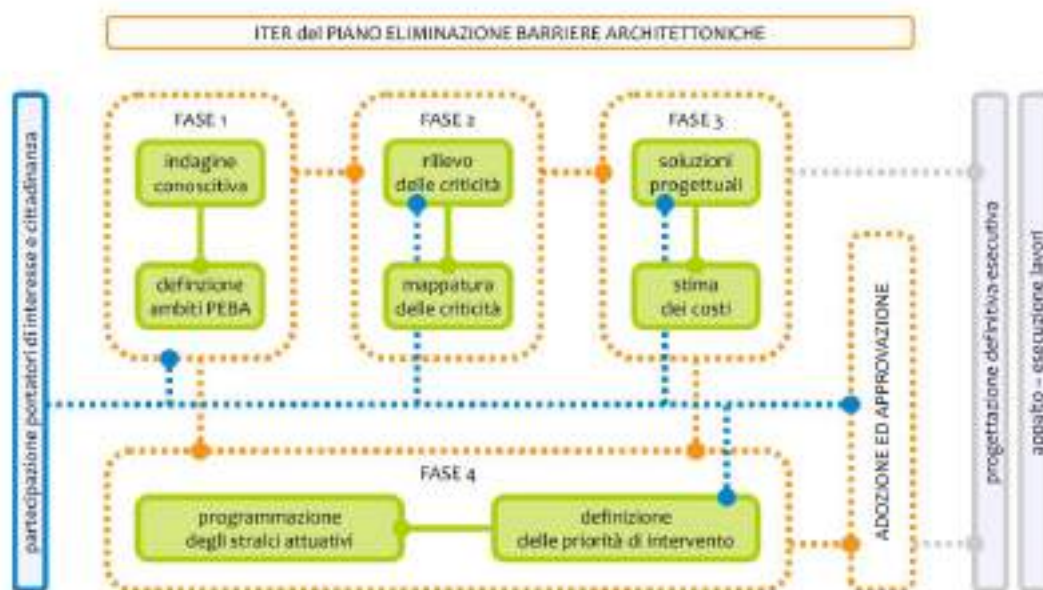 ITER del PIANO ELIMINAZIONE BARRIERE ARCHITETTONICHE
partecipazione portatori di interesse e cittadinanza
FASE 1
indagine
conoscitiva
definzione
ambiti PEBA
FASE 2
rilievo
delle criticità
mappatura
delle criticità
FASE 3
soluzioni
progettuali
stima
dei costi
FASE 4
programmazione
degli stralci attuativi
definizione
delle priorità di intervento
ADOZIONE ED APPROVAZIONE
progettazione definitiva esecutiva
appalto – esecuzione lavori